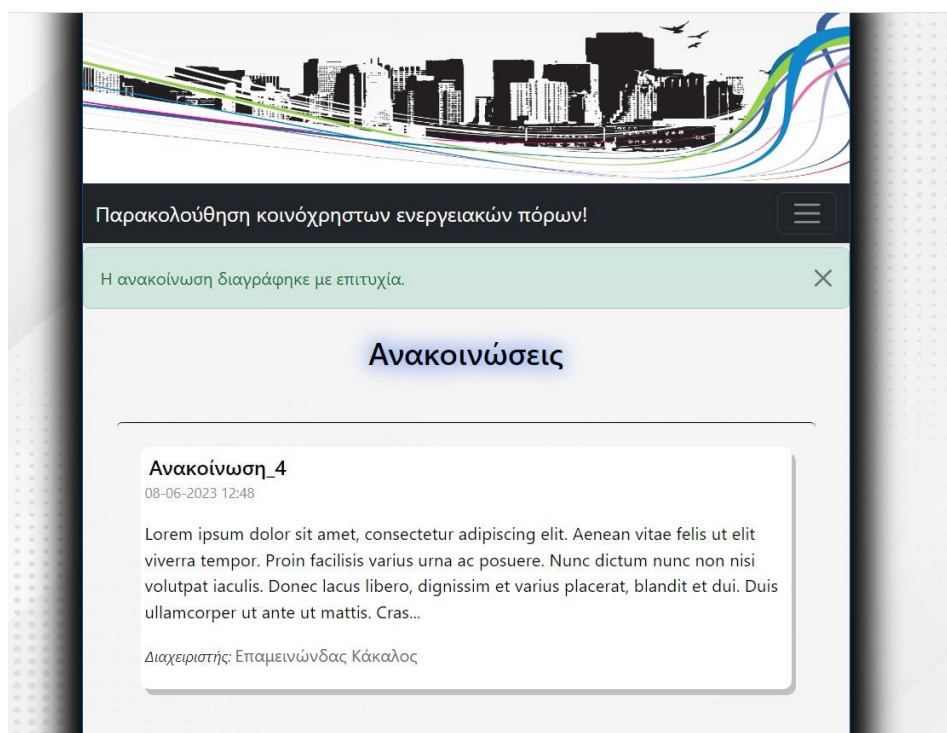 Παρακολούθηση κοινόχρηστων ενεργειακών πόρων!
Η ανακοίνωση διαγράφηκε με επιτυχία.
Ανακοινώσεις
Ανακοίνωση_4
08-06-2023 12:48
Lorem ipsum dolor sit amet, consectetur adipiscing elit. Aenean vitae felis ut elit
viverra tempor. Proin facilisis varius urna ac posuere. Nunc dictum nunc non nisi
volutpat iaculis. Donec lacus libero, dignissim et varius placerat, blandit et dui. Duis
ullamcorper ut ante ut mattis. Cras...
Διαχειριστής: Επαμεινώνδας Κάκαλος